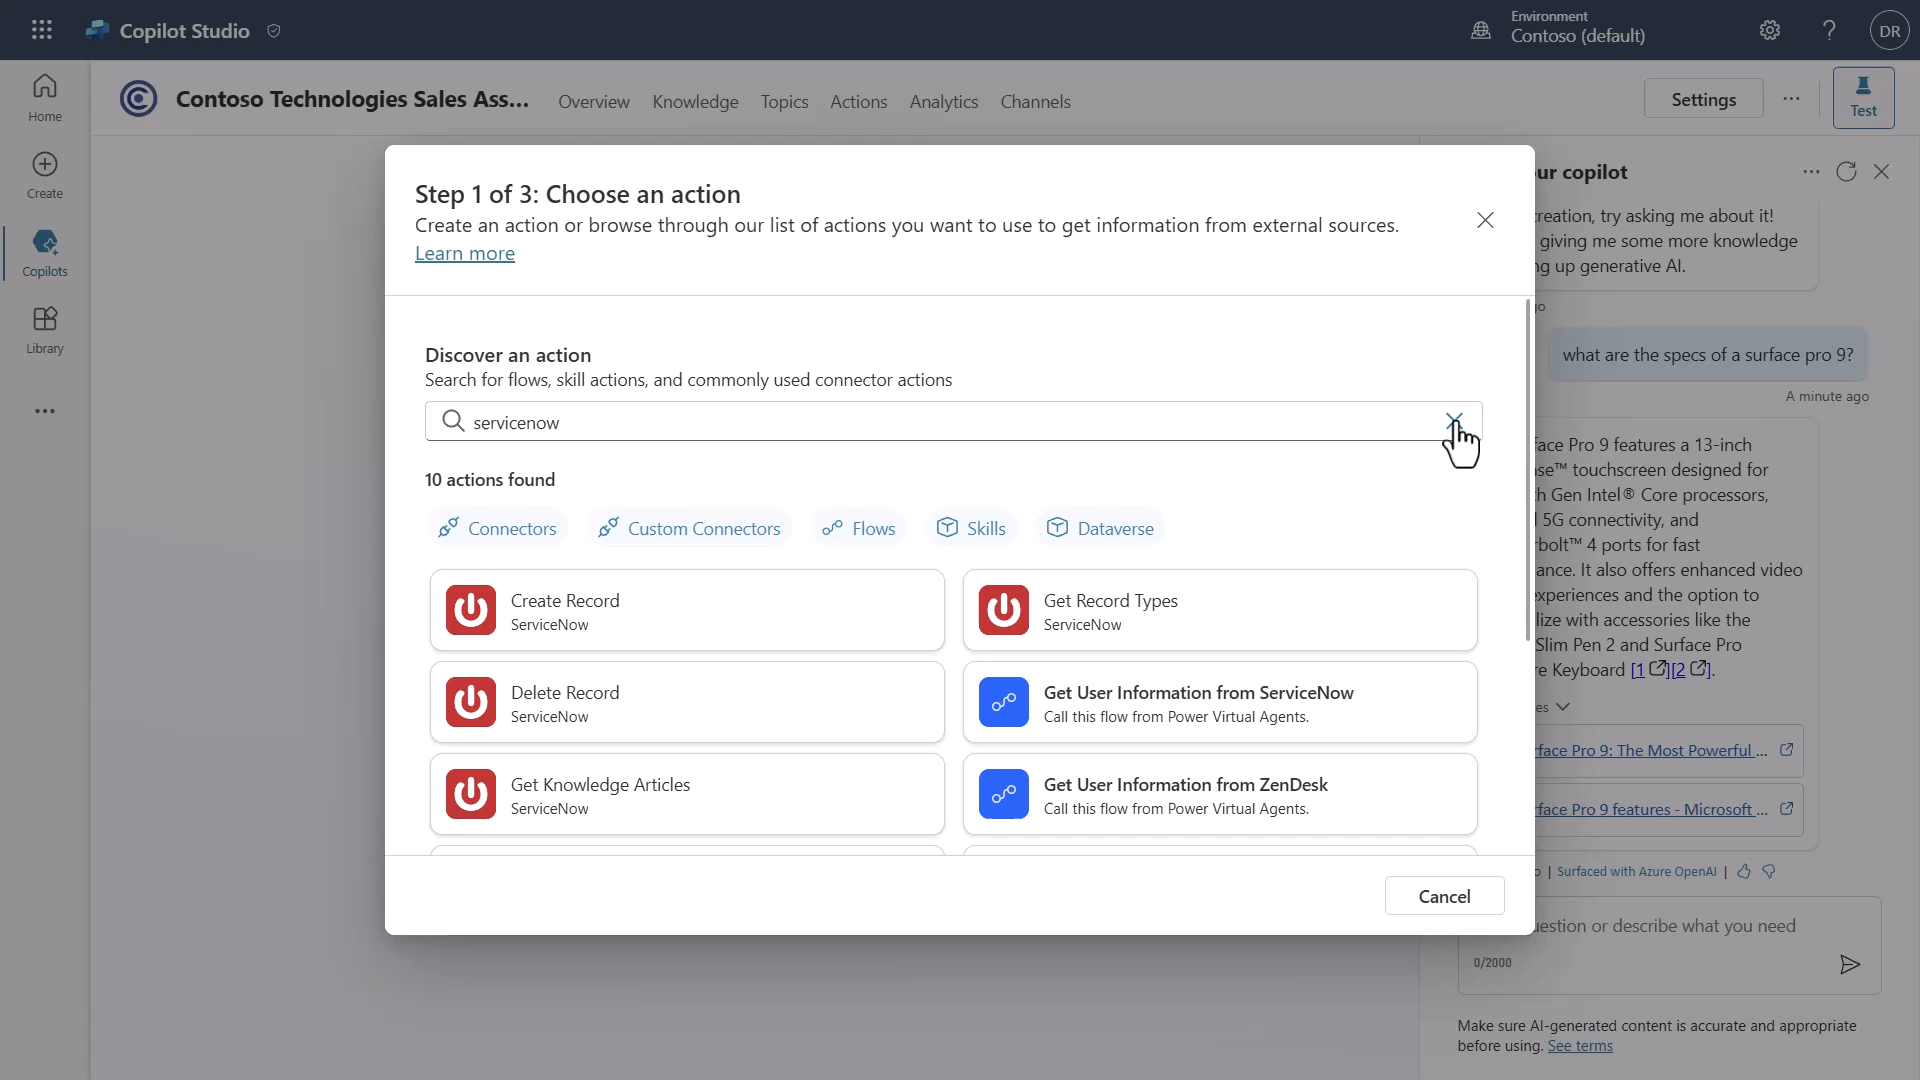 Copilot Studio
Environment
Contoso (default)
DR
Home
Create
Copilots
Library
Contoso Technologies Sales Ass...
Overview
Knowledge
Topics
Actions
Analytics
Channels
Settings
Test
Step 1 of 3: Choose an action
Create an action or browse through our list of actions you want to use to get information from external sources.
Learn more
Discover an action
Search for flows, skill actions, and commonly used connector actions
servicenow
10 actions found
Connectors
Custom Connectors
Flows
Skills
Dataverse
Create Record
ServiceNow
Get Record Types
ServiceNow
Delete Record
ServiceNow
Get User Information from ServiceNow
Call this flow from Power Virtual Agents.
Get Knowledge Articles
ServiceNow
Get User Information from ZenDesk
Call this flow from Power Virtual Agents.
Cancel
ur copilot
reation, try asking me about it!
giving me some more knowledge
g up generative AI.
what are the specs of a surface pro 9?
A minute ago
face Pro 9 features a 13-inch
se™ touchscreen designed for
h Gen Intel® Core processors,
5G connectivity, and
bolt™ 4 ports for fast
ance. It also offers enhanced video
xperiences and the option to
lize with accessories like the
Slim Pen 2 and Surface Pro
e Keyboard [1][2].
es
face Pro 9: The Most Powerful ...
face Pro 9 features - Microsoft ...
| Surfaced with Azure OpenAI |
uestion or describe what you need
0/2000
Make sure AI-generated content is accurate and appropriate
before using. See terms